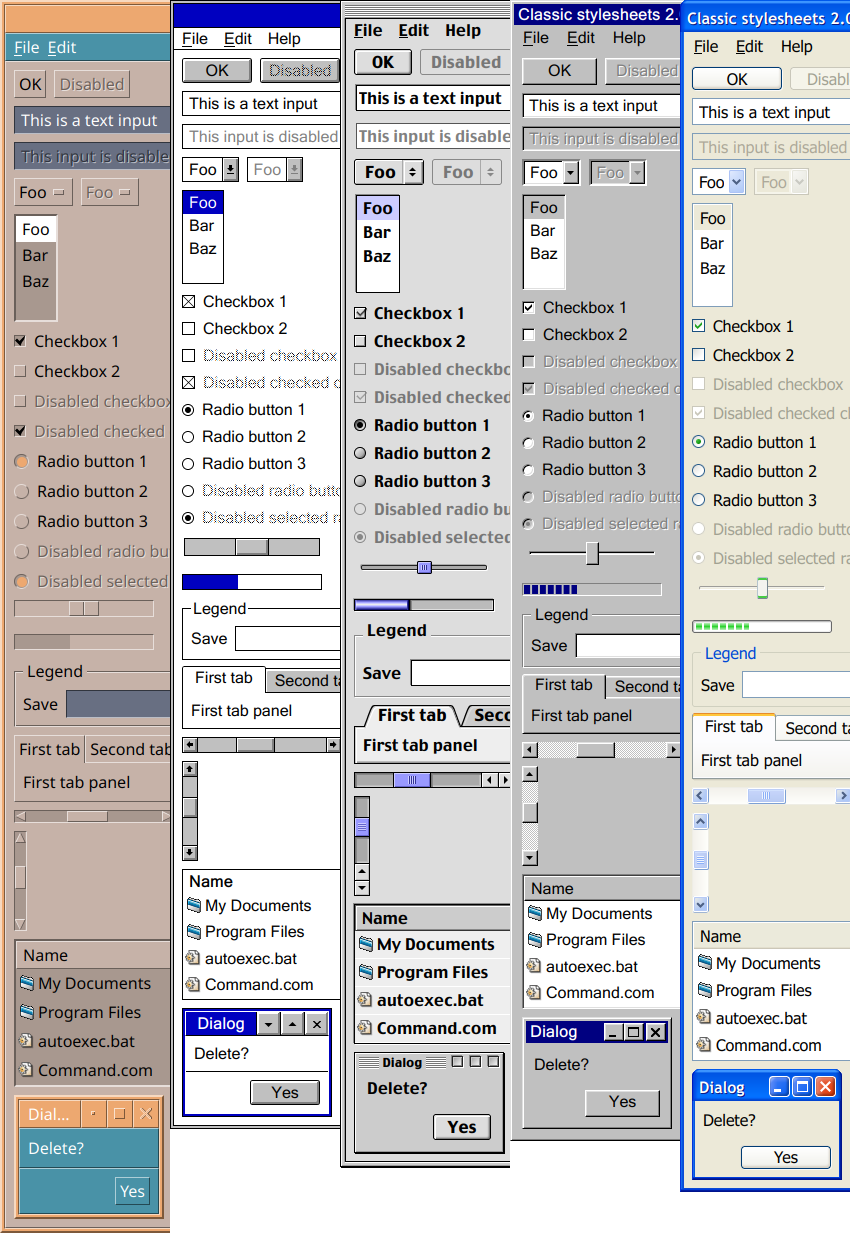 File Edit
OK Disabled
This is a text input
This input is disable
Foo Foo
Foo
Bar
Baz
Checkbox 1
Checkbox 2
Disabled checkbox
Disabled checked
Radio button 1
Radio button 2
Radio button 3
Disabled radio bu
Disabled selected
Legend
Save
First tab Second tab
First tab panel
Name
My Documents
Program Files
autoexec.bat
Command.com
Dial...
Delete?
Yes
File Edit Help
OK Disabled
This is a text input
This input is disabled
Foo Foo
Foo
Bar
Baz
Checkbox 1
Checkbox 2
Disabled checkbox
Disabled checked c
Radio button 1
Radio button 2
Radio button 3
Disabled radio butto
Disabled selected ra
Legend
Save
First tab Second ta
First tab panel
Name
My Documents
Program Files
autoexec.bat
Command.com
Dialog
Delete?
Yes
File Edit Help
OK Disabled
This is a text input
This input is disable
Foo Foo
Foo
Bar
Baz
Checkbox 1
Checkbox 2
Disabled checkbo
Disabled checked
Radio button 1
Radio button 2
Radio button 3
Disabled radio bu
Disabled selected
Legend
Save
First tab Seco
First tab panel
Name
My Documents
Program Files
autoexec.bat
Command.com
Dialog
Delete?
Yes
Classic stylesheets 2.0
File Edit Help
OK Disabled
This is a text input
This input is disabled
Foo Foo
Foo
Bar
Baz
Checkbox 1
Checkbox 2
Disabled checkbox
Disabled checked c
Radio button 1
Radio button 2
Radio button 3
Disabled radio butto
Disabled selected ra
Legend
Save
First tab Second ta
First tab panel
Name
My Documents
Program Files
autoexec.bat
Command.com
Dialog
Delete?
Yes
Classic stylesheets 2.0
File Edit Help
OK Disabl
This is a text input
This input is disabled
Foo Foo
Foo
Bar
Baz
Checkbox 1
Checkbox 2
Disabled checkbox
Disabled checked ch
Radio button 1
Radio button 2
Radio button 3
Disabled radio button
Disabled selected ra
Legend
Save
First tab Second tab
First tab panel
Name
My Documents
Program Files
autoexec.bat
Command.com
Dialog
Delete?
Yes